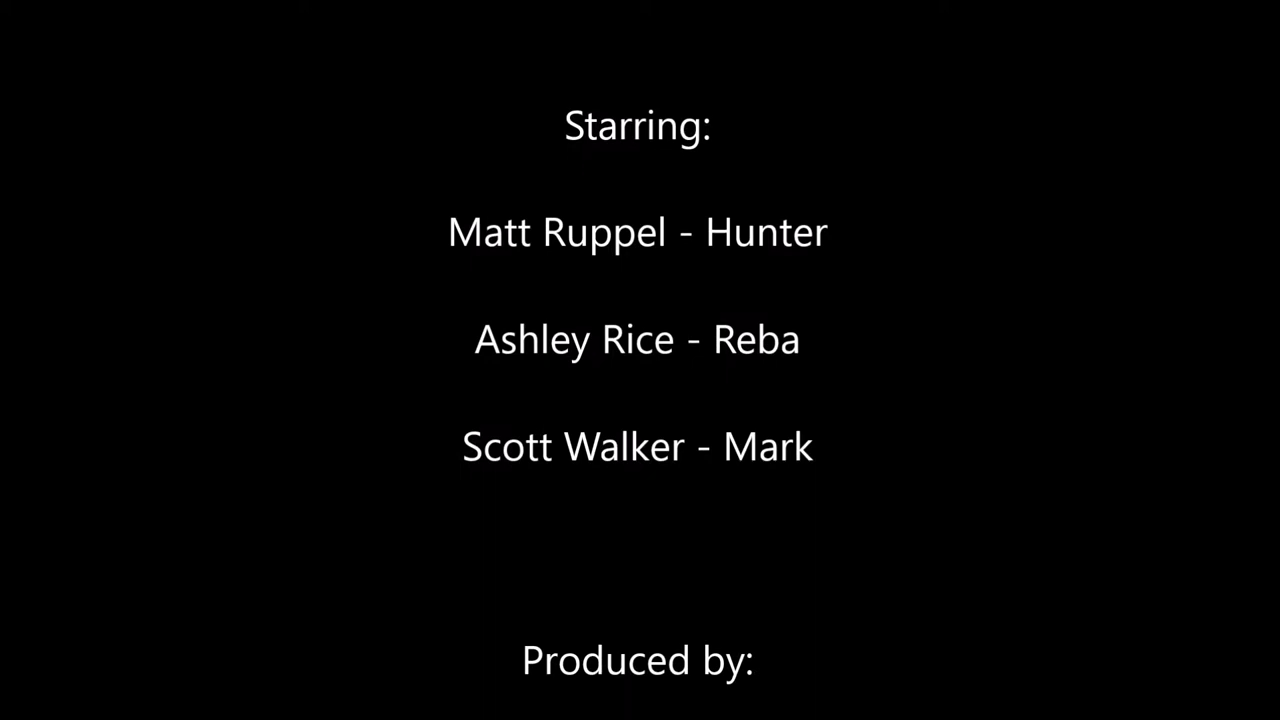 Starring:
Matt Ruppel - Hunter
Ashley Rice - Reba
Scott Walker - Mark
Produced by: